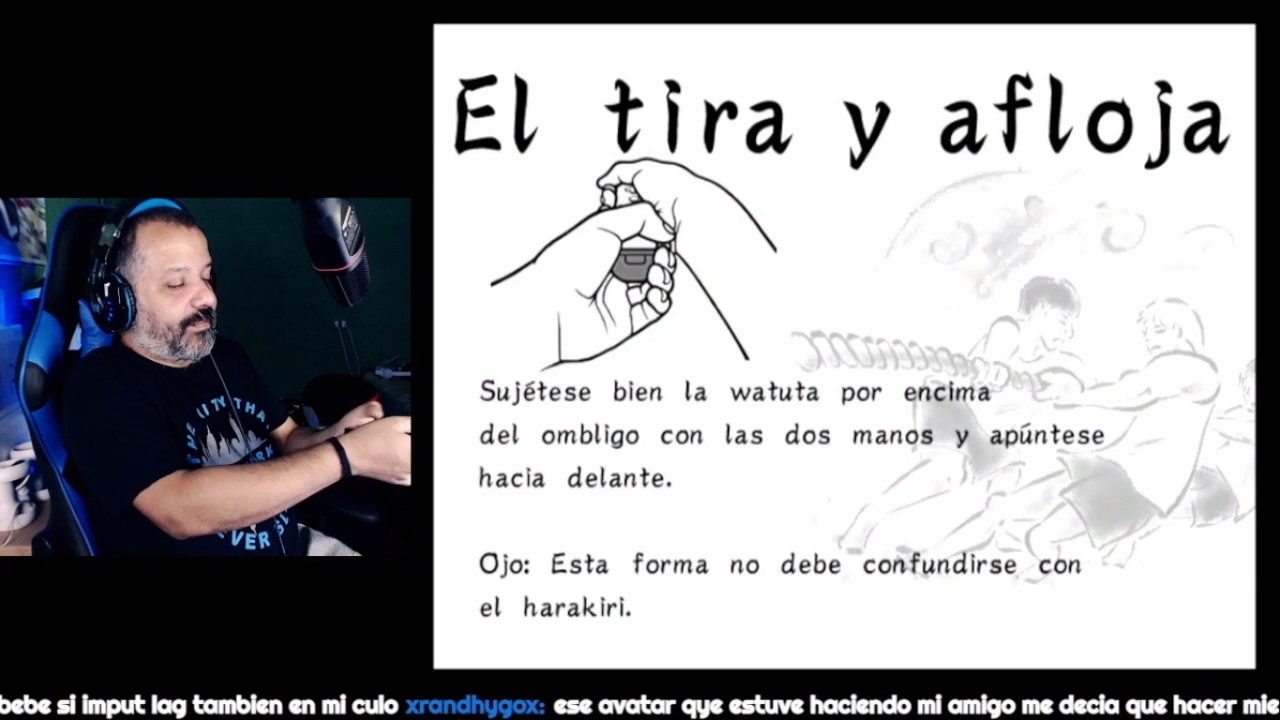 El tira y afloja
Sujétese bien la watuta por encima
del ombligo con las dos manos y apúntese
hacia delante.
Ojo: Esta forma no debe confundirse con
el harakiri.
bebe si imput lag tambien en mi culo xrandhygox: ese avatar qye estuve haciendo mi amigo me decia que hacer mie